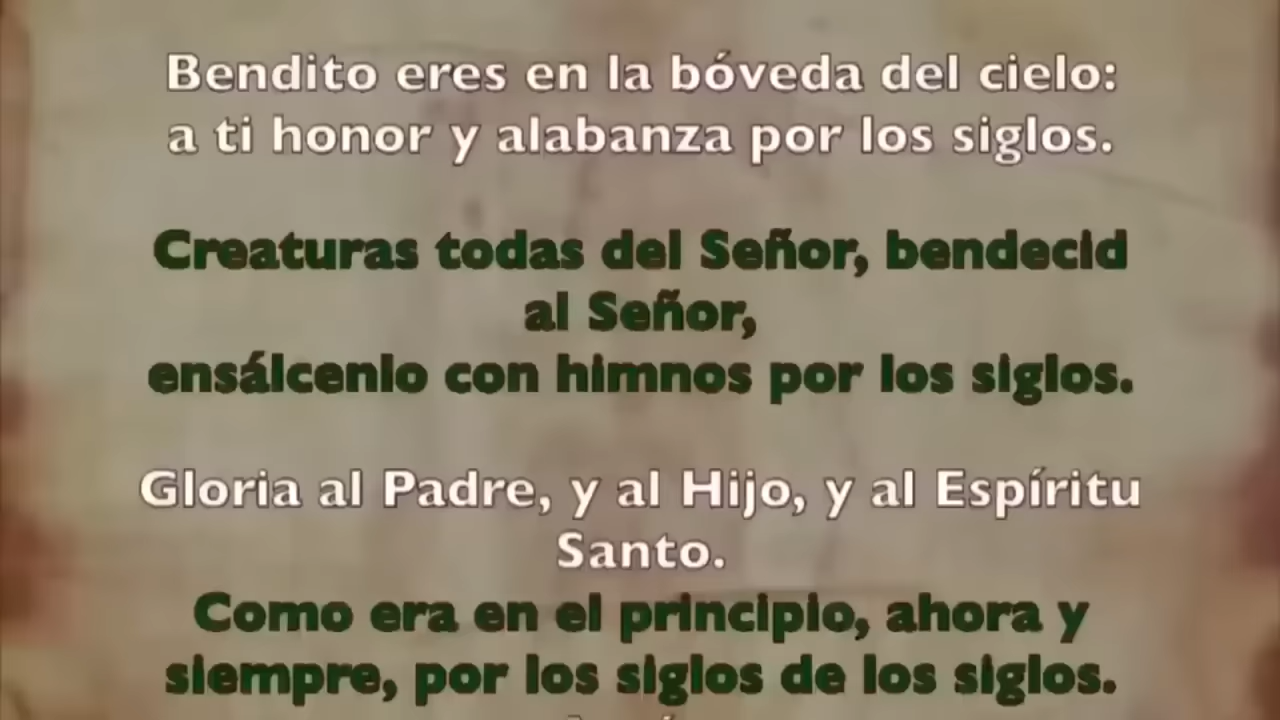 Bendito eres en la bóveda del cielo:
a ti honor y alabanza por los siglos.
Creaturas todas del Señor, bendecid
al Señor,
ensálcenlo con himnos por los siglos.
Gloria al Padre, y al Hijo, y al Espíritu
Santo.
Como era en el principio, ahora y
siempre, por los siglos de los siglos.